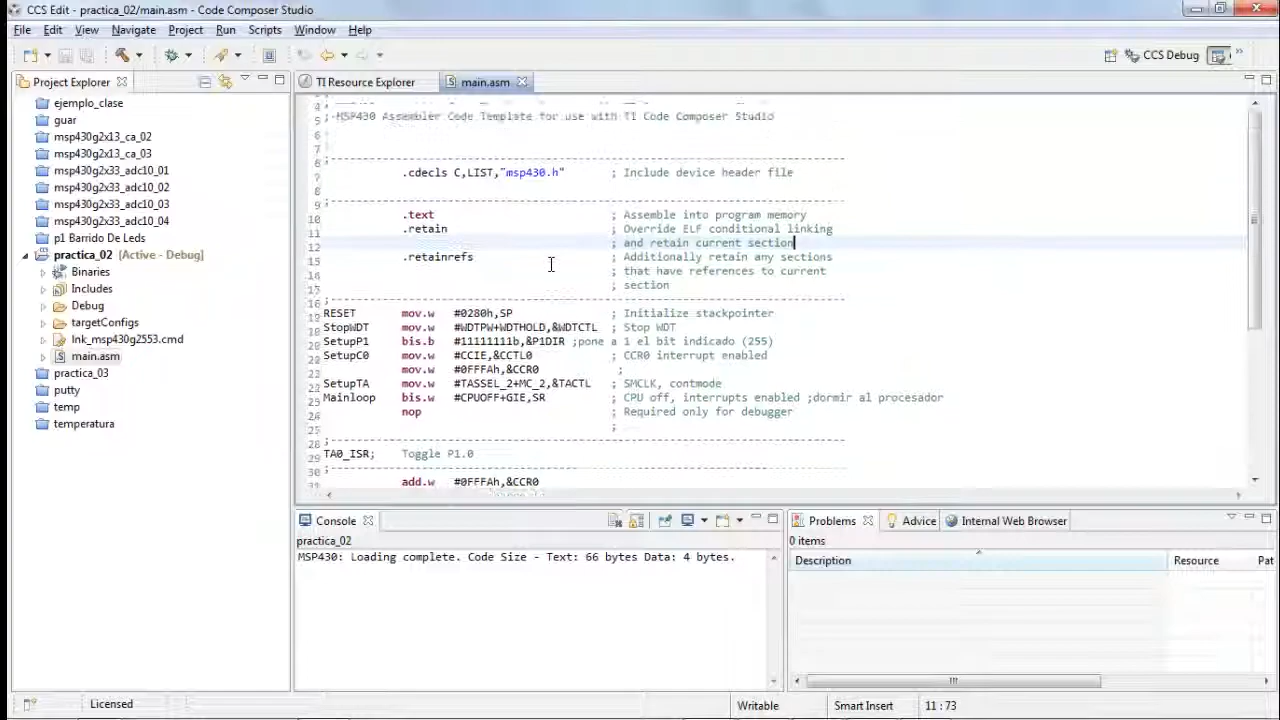 CCS Edit - practica_02/main.asm - Code Composer Studio
File Edit View Navigate Project Run Scripts Window Help
CCS Debug
Project Explorer
TI Resource Explorer
main.asm
ejemplo_clase
guar
msp430g2x13_ca_02
msp430g2x13_ca_03
msp430g2x33_adc10_01
msp430g2x33_adc10_02
msp430g2x33_adc10_03
msp430g2x33_adc10_04
p1 Barrido De Leds
practica_02 [Active - Debug]
Binaries
Includes
Debug
targetConfigs
lnk_msp430g2553.cmd
main.asm
practica_03
putty
temp
temperatura
; MSP430 Assembler Code Template for use with TI Code Composer Studio
;-------------------------------------------------------------------------------
.cdecls C,LIST,"msp430.h" ; Include device header file
;-------------------------------------------------------------------------------
.text ; Assemble into program memory
.retain ; Override ELF conditional linking
; and retain current section
.retainrefs ; Additionally retain any sections
; that have references to current
; section
;-------------------------------------------------------------------------------
RESET mov.w #0280h,SP ; Initialize stackpointer
StopWDT mov.w #WDTPW+WDTHOLD,&WDTCTL ; Stop WDT
SetupP1 bis.b #11111111b,&P1DIR ;pone a 1 el bit indicado (255)
SetupC0 mov.w #CCIE,&CCTL0 ; CCR0 interrupt enabled
mov.w #0FFFAh,&CCR0 ;
SetupTA mov.w #TASSEL_2+MC_2,&TACTL ; SMCLK, contmode
Mainloop bis.w #CPUOFF+GIE,SR ; CPU off, interrupts enabled ;dormir al procesador
nop ; Required only for debugger
;
;-------------------------------------------------------------------------------
TA0_ISR; Toggle P1.0
;-------------------------------------------------------------------------------
add.w #0FFFAh,&CCR0
Console
practica_02
MSP430: Loading complete. Code Size - Text: 66 bytes Data: 4 bytes.
Problems Advice Internal Web Browser
0 items
Description Resource Pat
Licensed
Writable
Smart Insert
11 : 73